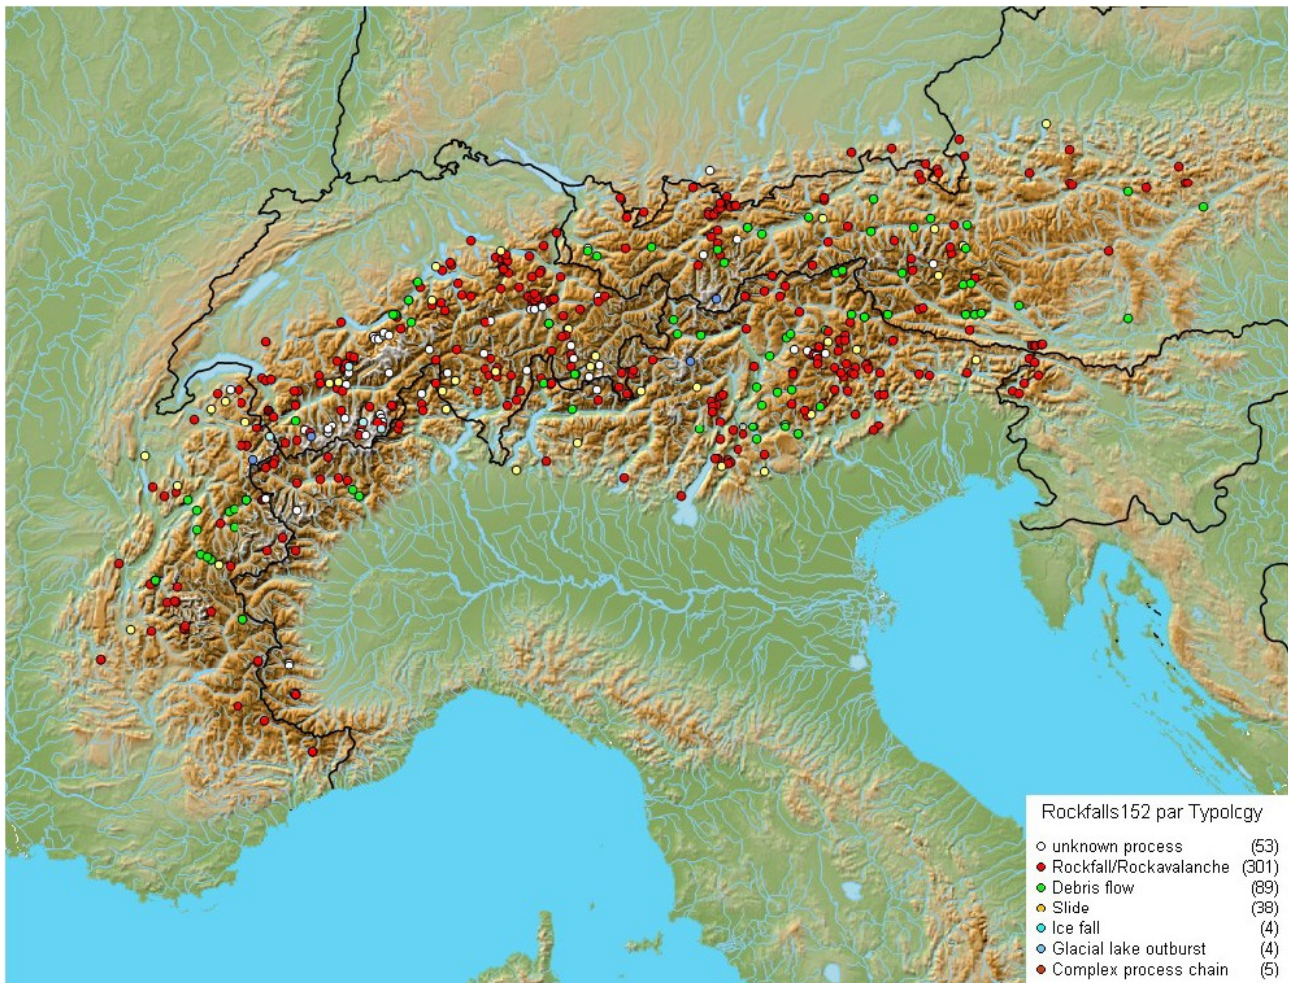 Rockfalls152 par Typolcgy
unknown process (53)
Rockfall/Rockavalanche (301)
Debris flow (89)
Slide (38)
Ice fall (4)
Glacial lake outburst (4)
Complex process chain (5)